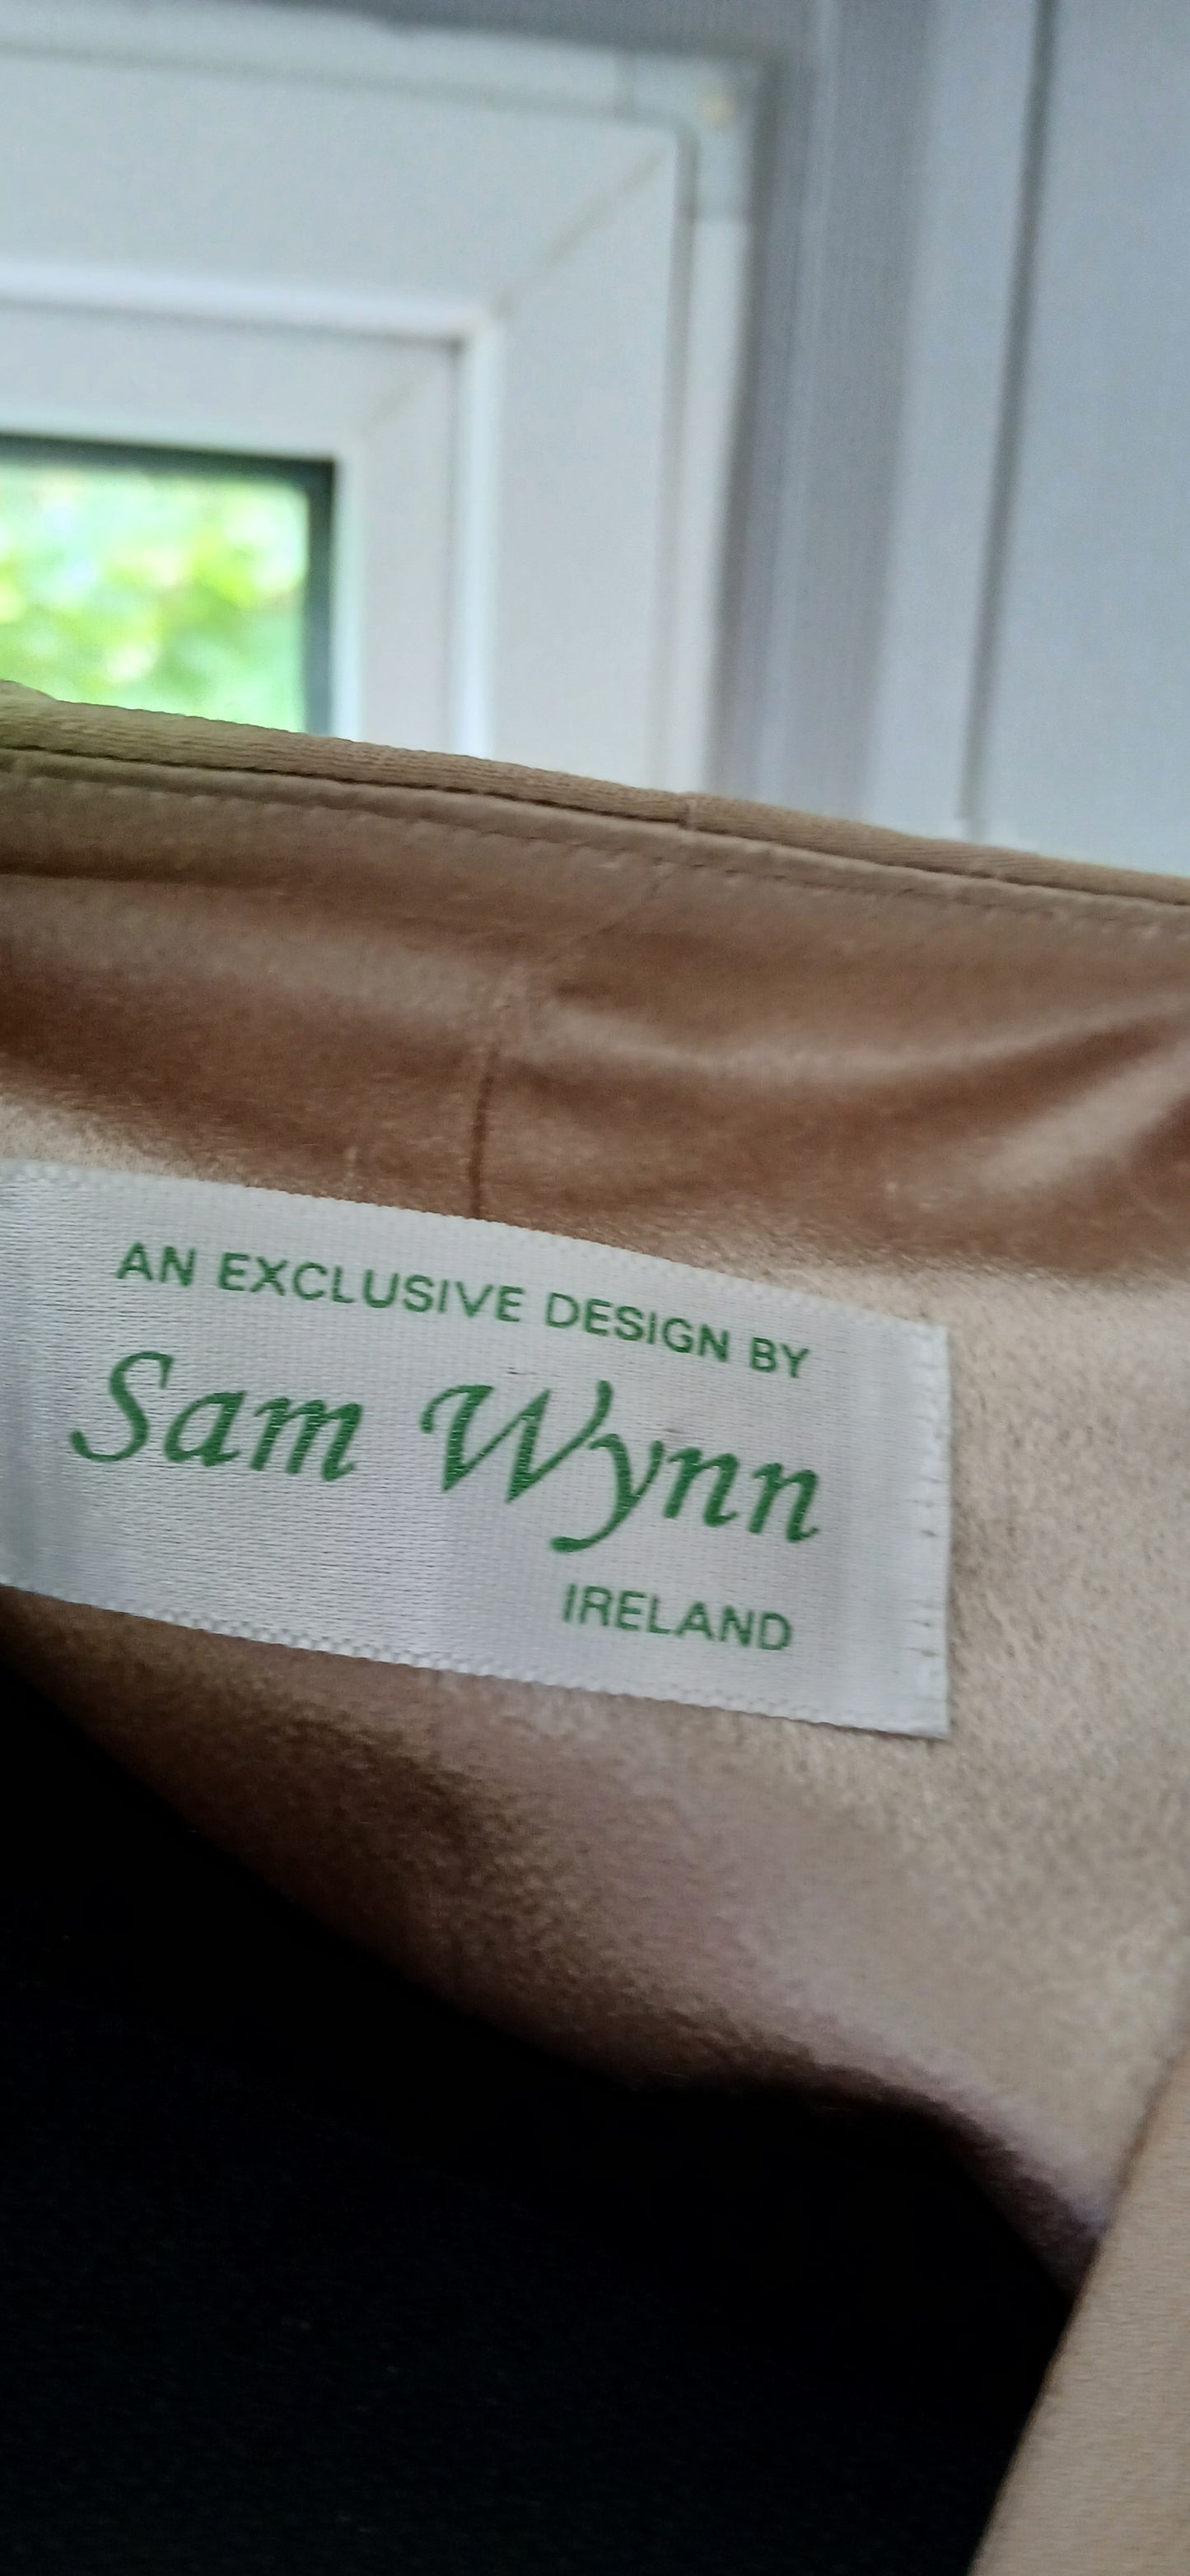 AN EXCLUSIVE DESIGN BY
Sam Wynn
IRELAND